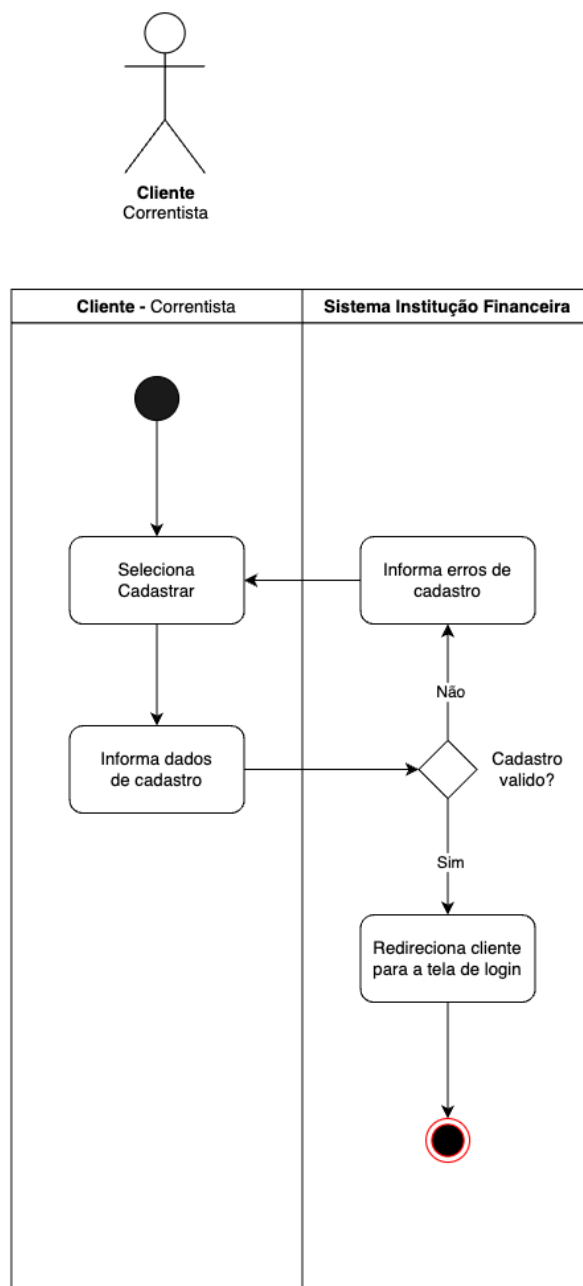 Cliente
Correntista
Cliente - Correntista
Sistema Institução Financeira
Seleciona
Cadastrar
Informa erros de
cadastro
Não
Informa dados
de cadastro
Cadastro
valido?
Sim
Redireciona cliente
para a tela de login